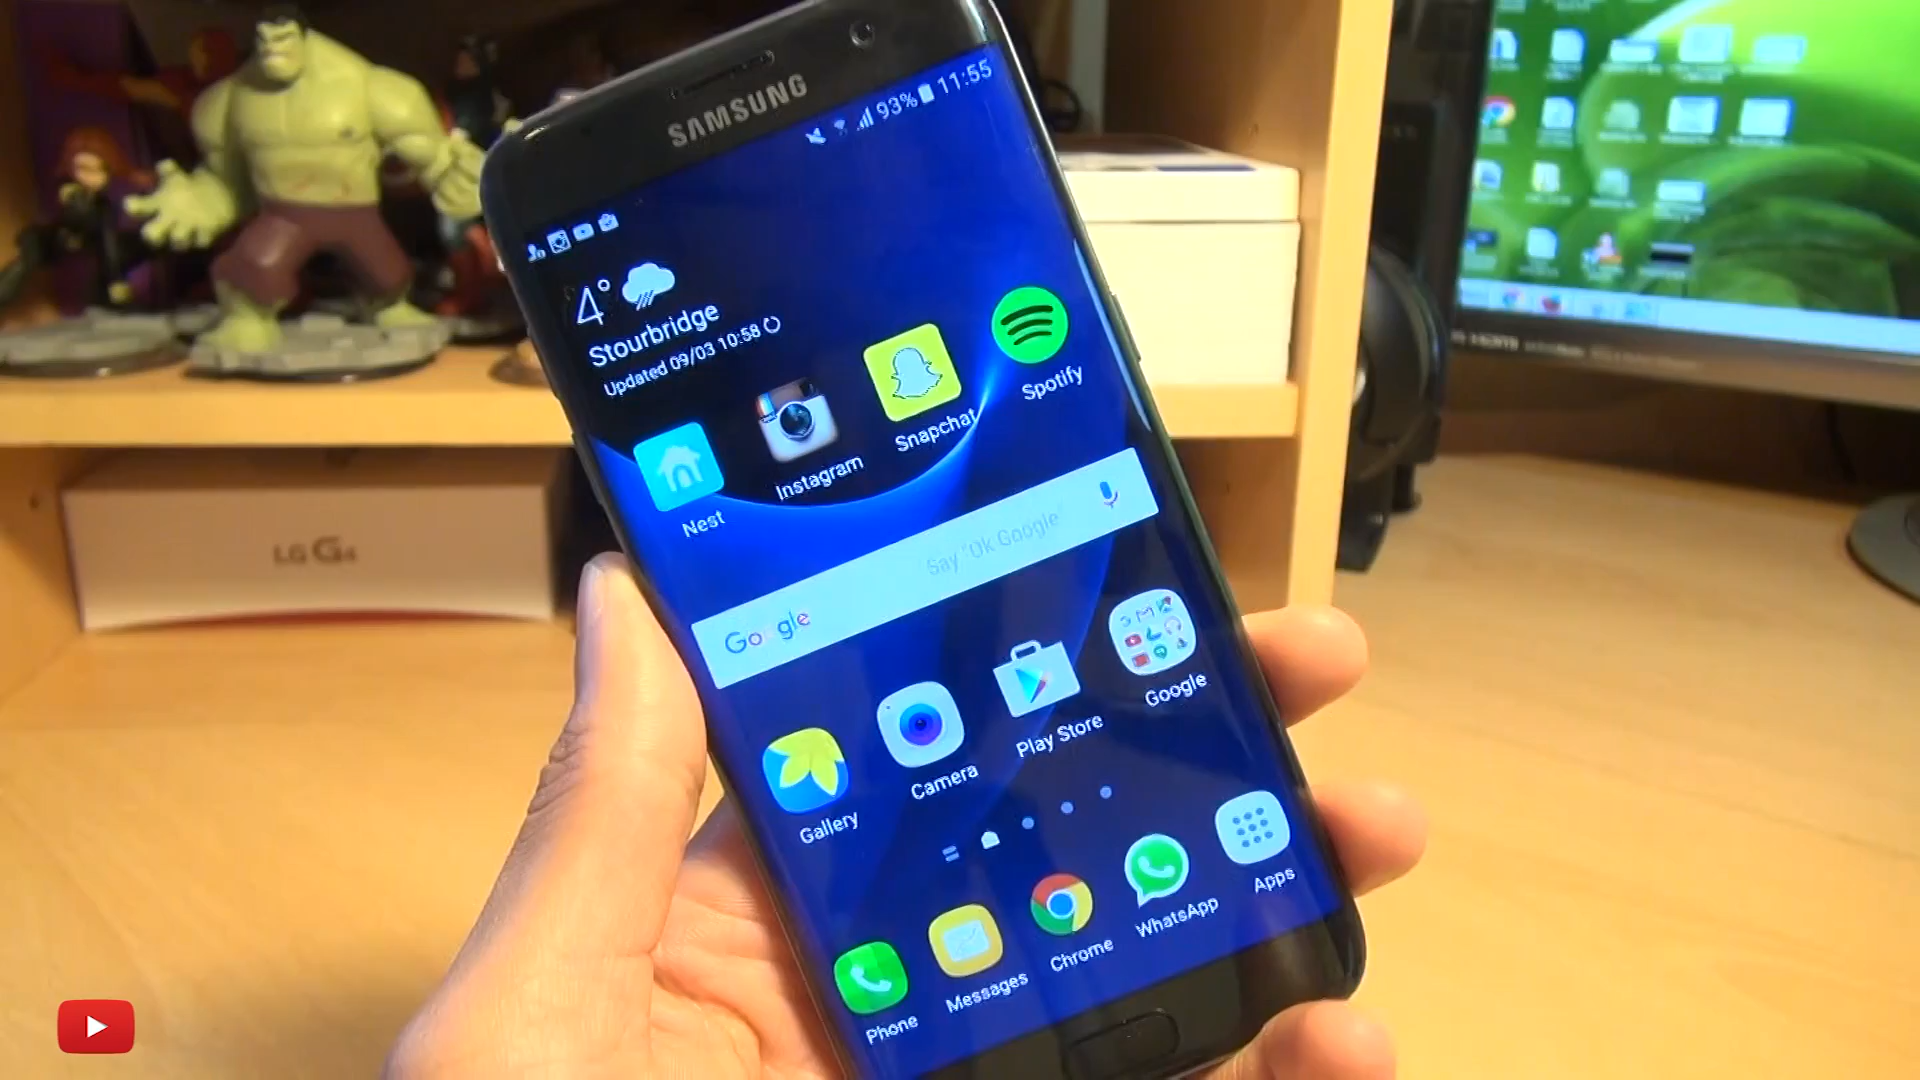 SAMSUNG
93% 11:55
4°
Stourbridge
Updated 09/03 10:58
Nest
Instagram
Snapchat
Spotify
Google
Say "Ok Google"
Gallery
Camera
Play Store
Google
Phone
Messages
Chrome
WhatsApp
Apps
LG G4
HDMI